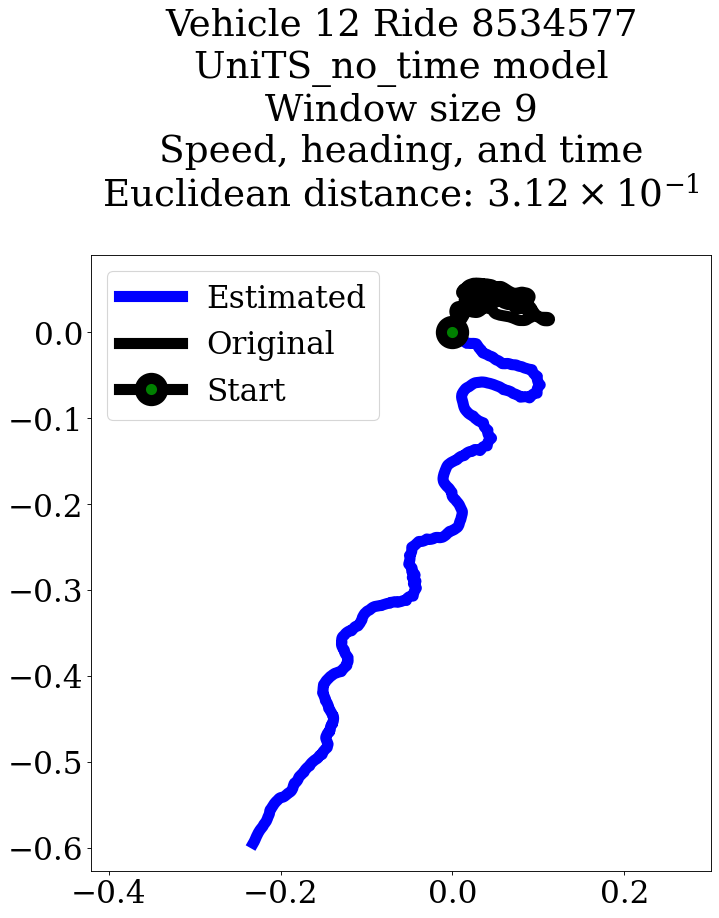 Vehicle 12 Ride 8534577
UniTS_no_time model
Window size 9
Speed, heading, and time
Euclidean distance: 3.12 × 10⁻¹
Estimated
Original
Start
0.0
−0.1
−0.2
−0.3
−0.4
−0.5
−0.6
−0.4 −0.2 0.0 0.2